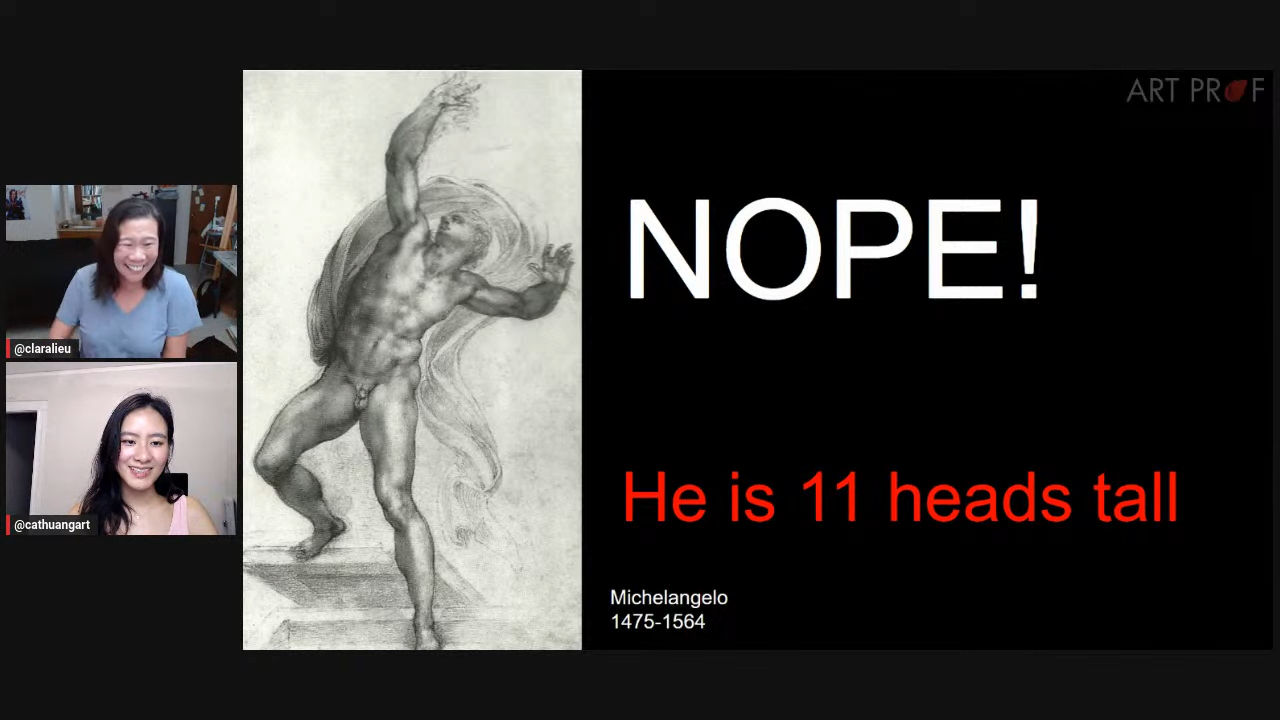 ART PROF
NOPE!
He is 11 heads tall
Michelangelo
1475-1564
@claralieu
@cathuangart